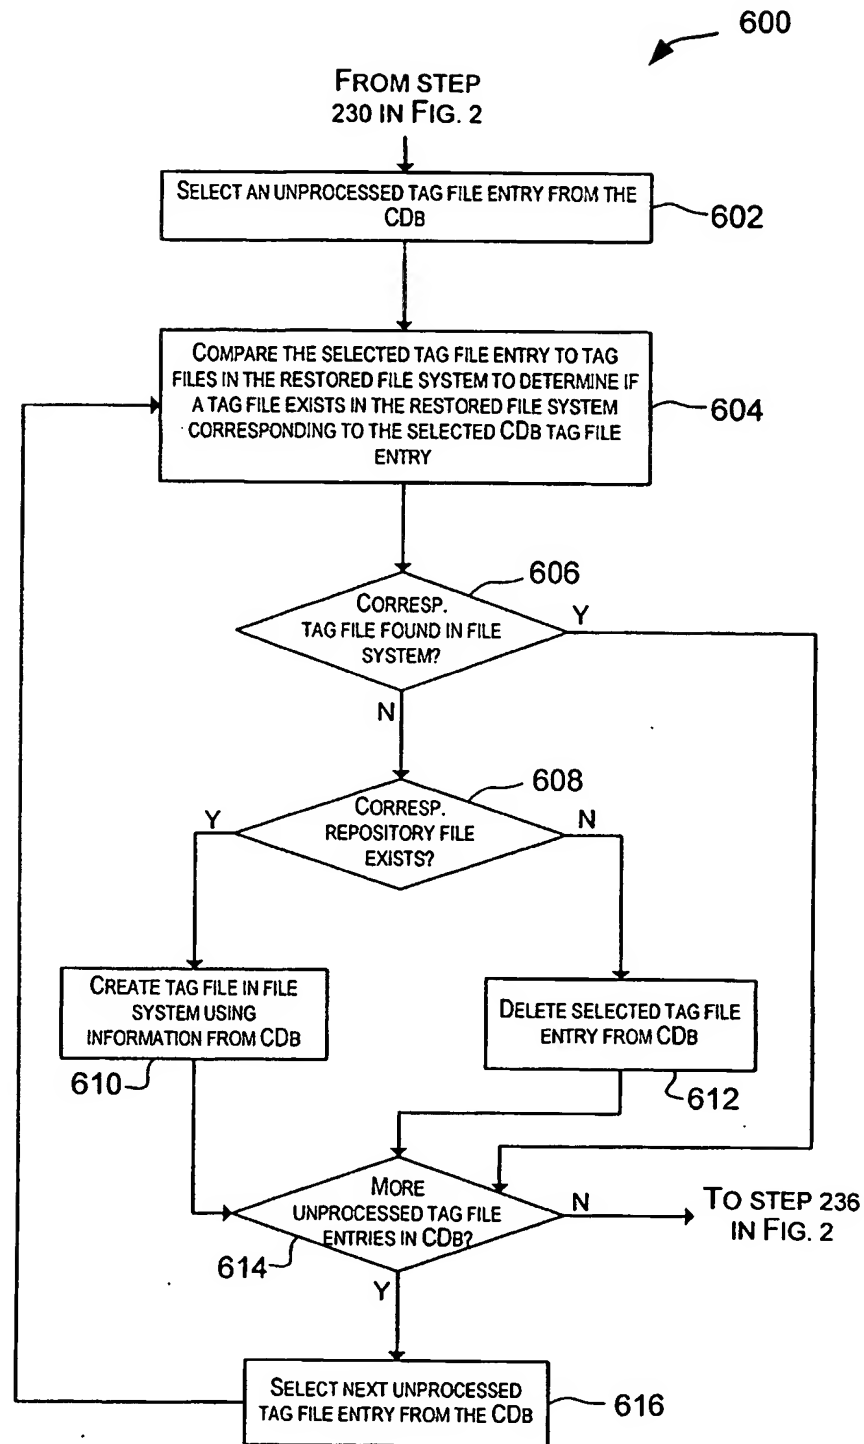 600
FROM STEP
230 IN FIG. 2
SELECT AN UNPROCESSED TAG FILE ENTRY FROM THE
CDB
602
COMPARE THE SELECTED TAG FILE ENTRY TO TAG
FILES IN THE RESTORED FILE SYSTEM TO DETERMINE IF
A TAG FILE EXISTS IN THE RESTORED FILE SYSTEM
CORRESPONDING TO THE SELECTED CDB TAG FILE
ENTRY
604
606
CORRESP.
TAG FILE FOUND IN FILE
SYSTEM?
Y
N
608
CORRESP.
REPOSITORY FILE
EXISTS?
Y
N
CREATE TAG FILE IN FILE
SYSTEM USING
INFORMATION FROM CDB
610
DELETE SELECTED TAG FILE
ENTRY FROM CDB
612
MORE
UNPROCESSED TAG FILE
ENTRIES IN CDB?
614
N
TO STEP 236
IN FIG. 2
Y
SELECT NEXT UNPROCESSED
TAG FILE ENTRY FROM THE CDB
616